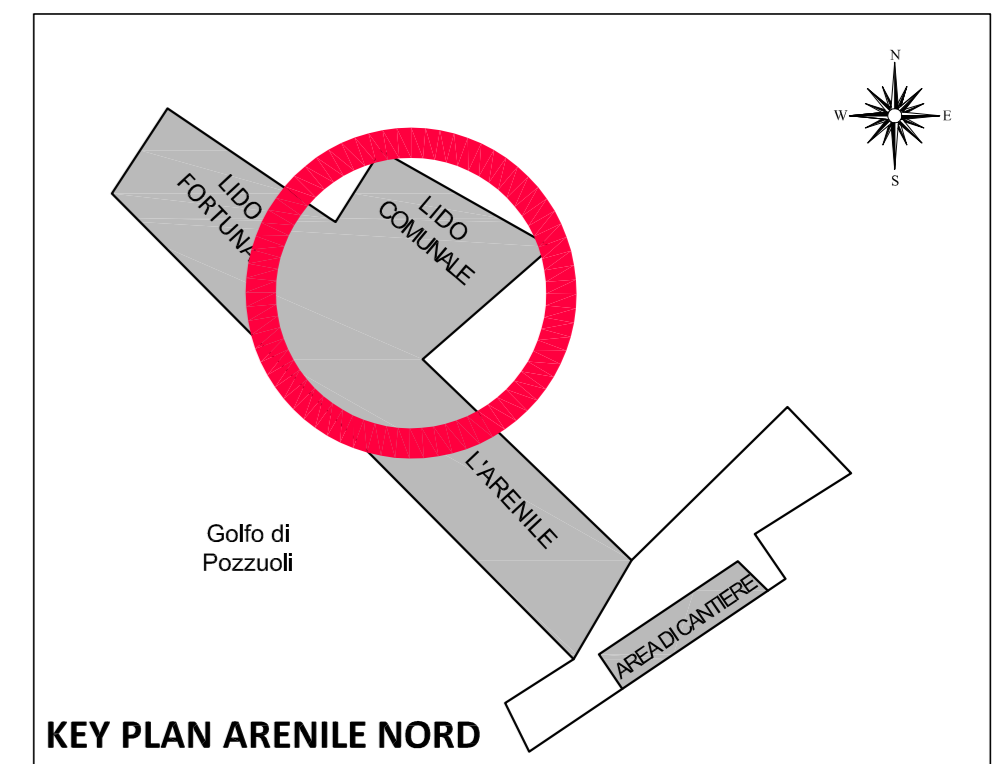 N
W
E
S
LIDO
FORTUNA
LIDO
COMUNALE
L'ARENILE
Golfo di
Pozzuoli
AREA DI CANTIERE
KEY PLAN ARENILE NORD